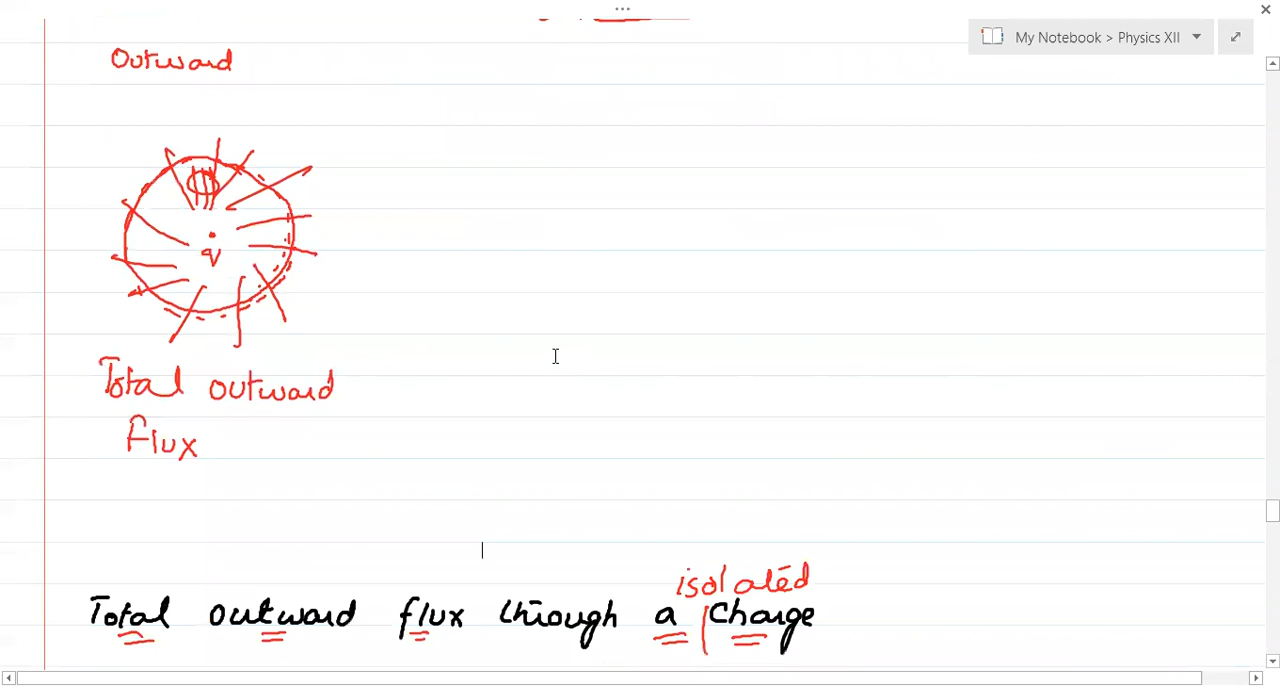 My Notebook > Physics XII
Outward
q
Total outward
flux
isolated
Total outward flux through a charge